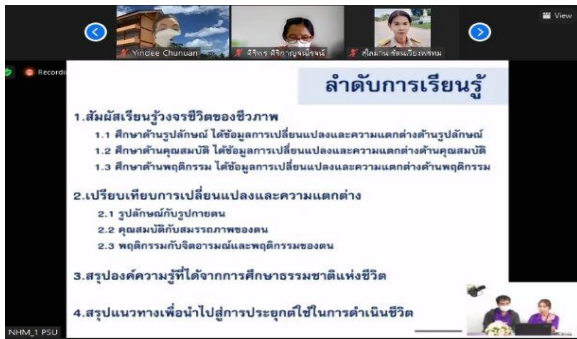 View
Yindee Chunuan
ศิริพร ศิริกาญจนโรจน์
Recordi
ลำดับการเรียนรู้
1.สัมผัสเรียนรู้วงจรชีวิตของชีวภาพ
1.1 ศึกษาด้านรูปลักษณ์ ได้ข้อมูลการเปลี่ยนแปลงและความแตกต่างด้านรูปลักษณ์
1.2 ศึกษาด้านคุณสมบัติ ได้ข้อมูลการเปลี่ยนแปลงและความแตกต่างด้านคุณสมบัติ
1.3 ศึกษาด้านพฤติกรรม ได้ข้อมูลการเปลี่ยนแปลงและความแตกต่างด้านพฤติกรรม
2.เปรียบเทียบการเปลี่ยนแปลงและความแตกต่าง
2.1 รูปลักษณ์กับรูปกายตน
2.2 คุณสมบัติกับสมรรถภาพของตน
2.3 พฤติกรรมกับจิตอารมณ์และพฤติกรรมของตน
3.สรุปองค์ความรู้ที่ได้จากการศึกษาธรรมชาติแห่งชีวิต
4.สรุปแนวทางเพื่อนำไปสู่การประยุกต์ใช้ในการดำเนินชีวิต
NHM_1 PSU